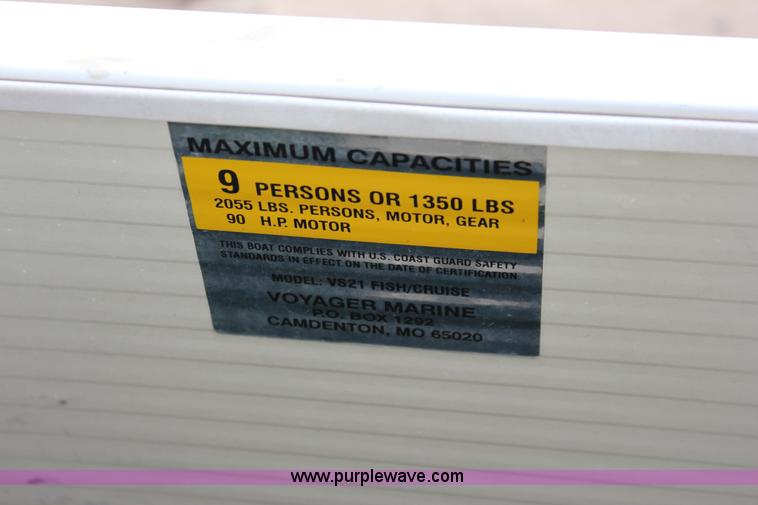 MAXIMUM CAPACITIES
9 PERSONS OR 1350 LBS
2055 LBS. PERSONS, MOTOR, GEAR
90 H.P. MOTOR
THIS BOAT COMPLIES WITH U.S. COAST GUARD SAFETY
STANDARDS IN EFFECT ON THE DATE OF CERTIFICATION
MODEL: VS21 FISH/CRUISE
VOYAGER MARINE
P.O. BOX 1292
CAMDENTON, MO 65020
www.purplewave.com